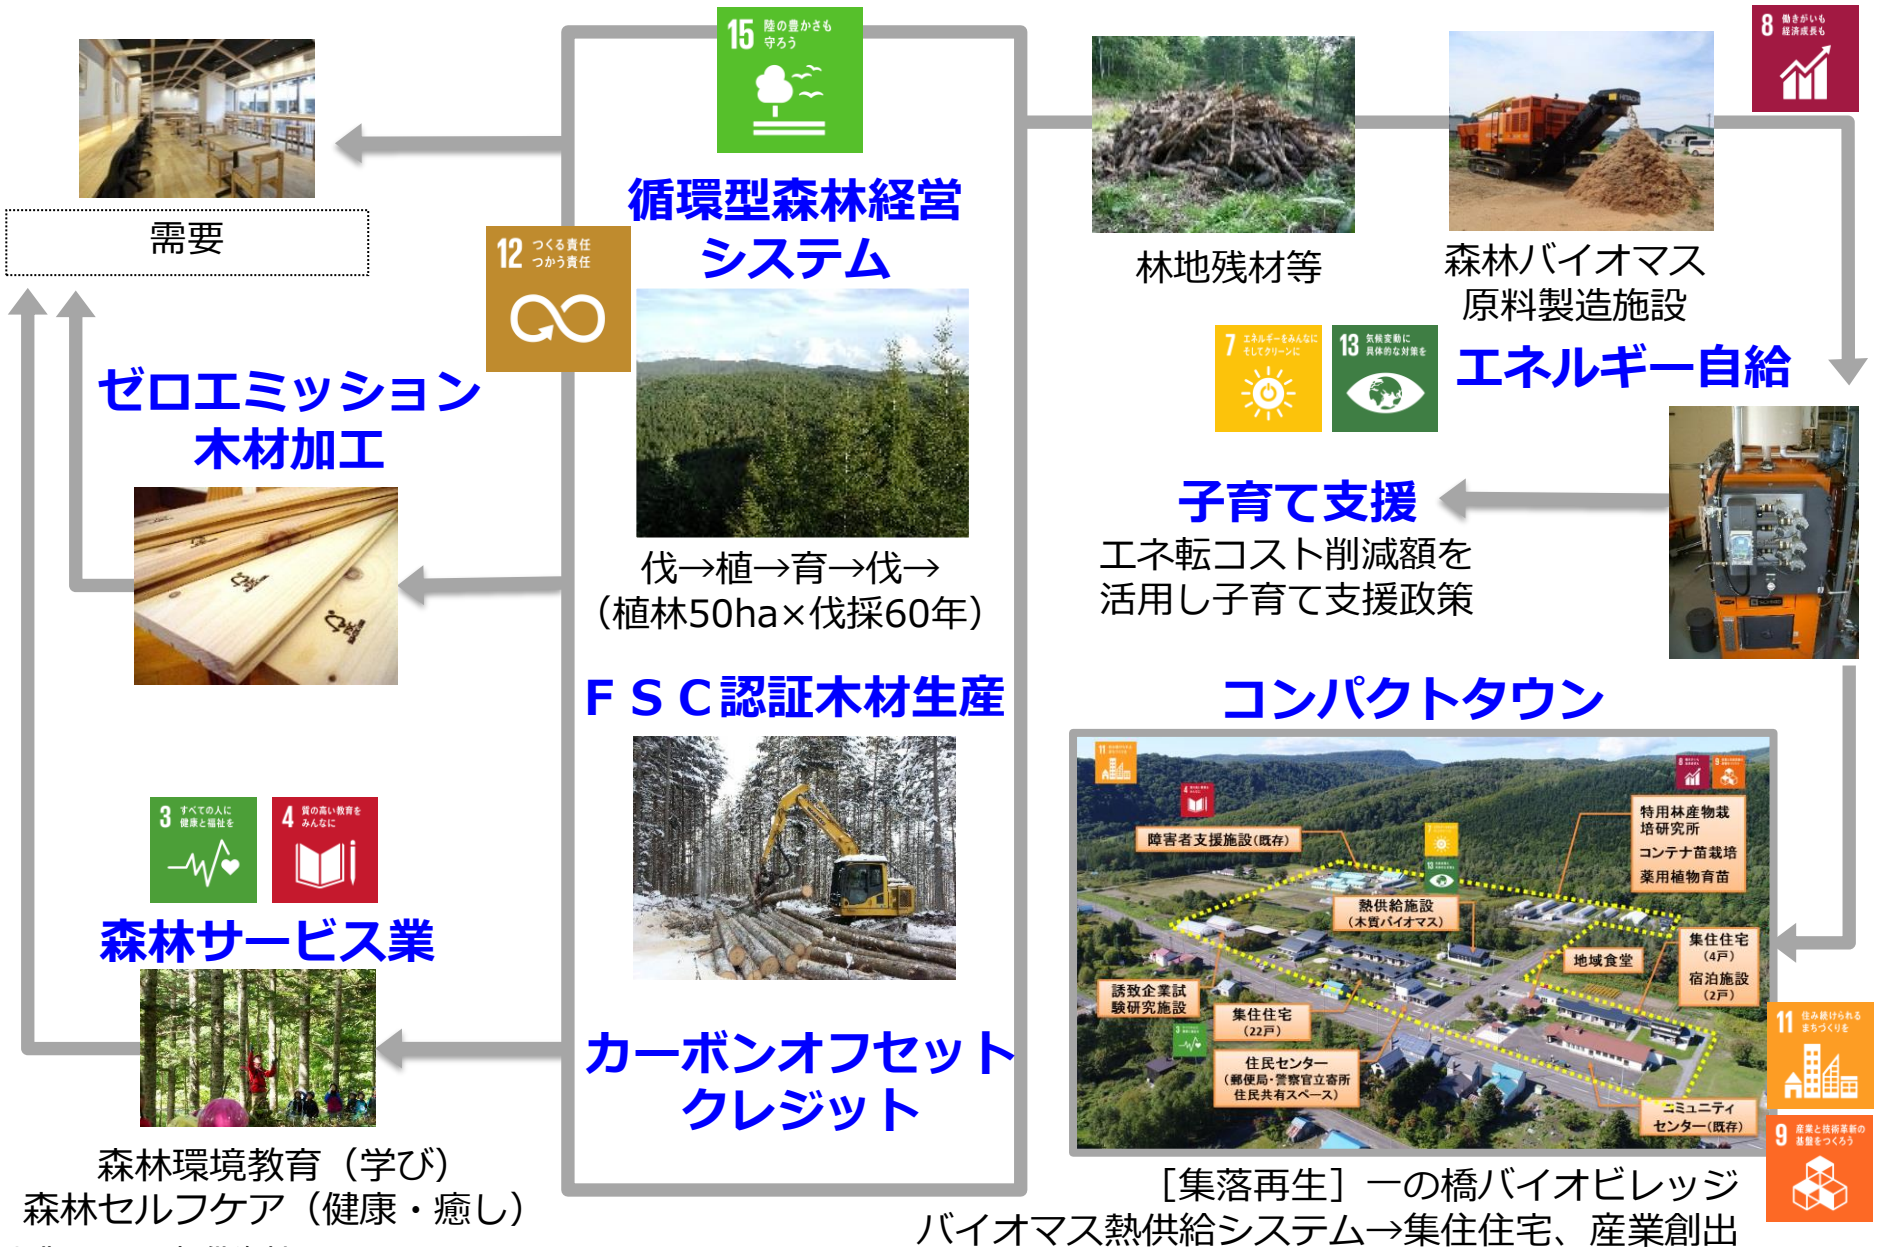 15 陸の豊かさも
守ろう
循環型森林経営
システム
伐→植→育→伐→
（植林50ha×伐採60年）
ＦＳＣ認証木材生産
カーボンオフセット
クレジット
需要
12 つくる責任
つかう責任
ゼロエミッション
木材加工
3 すべての人に
健康と福祉を
4 質の高い教育を
みんなに
森林サービス業
森林環境教育（学び）
森林セルフケア（健康・癒し）
8 働きがいも
経済成長も
林地残材等
森林バイオマス
原料製造施設
7 エネルギーをみんなに
そしてクリーンに
13 気候変動に
具体的な対策を
エネルギー自給
子育て支援
エネ転コスト削減額を
活用し子育て支援政策
コンパクトタウン
11
4
8
9
7
13
3
障害者支援施設(既存)
特用林産物栽
培研究所
コンテナ苗栽培
薬用植物育苗
熱供給施設
(木質バイオマス)
地域食堂
集住住宅
(4戸)
宿泊施設
(2戸)
誘致企業試
験研究施設
集住住宅
(22戸)
住民センター
(郵便局・警察官立寄所
住民共有スペース)
コミュニティ
センター(既存)
11 住み続けられる
まちづくりを
9 産業と技術革新の
基盤をつくろう
［集落再生］一の橋バイオビレッジ
バイオマス熱供給システム→集住住宅、産業創出